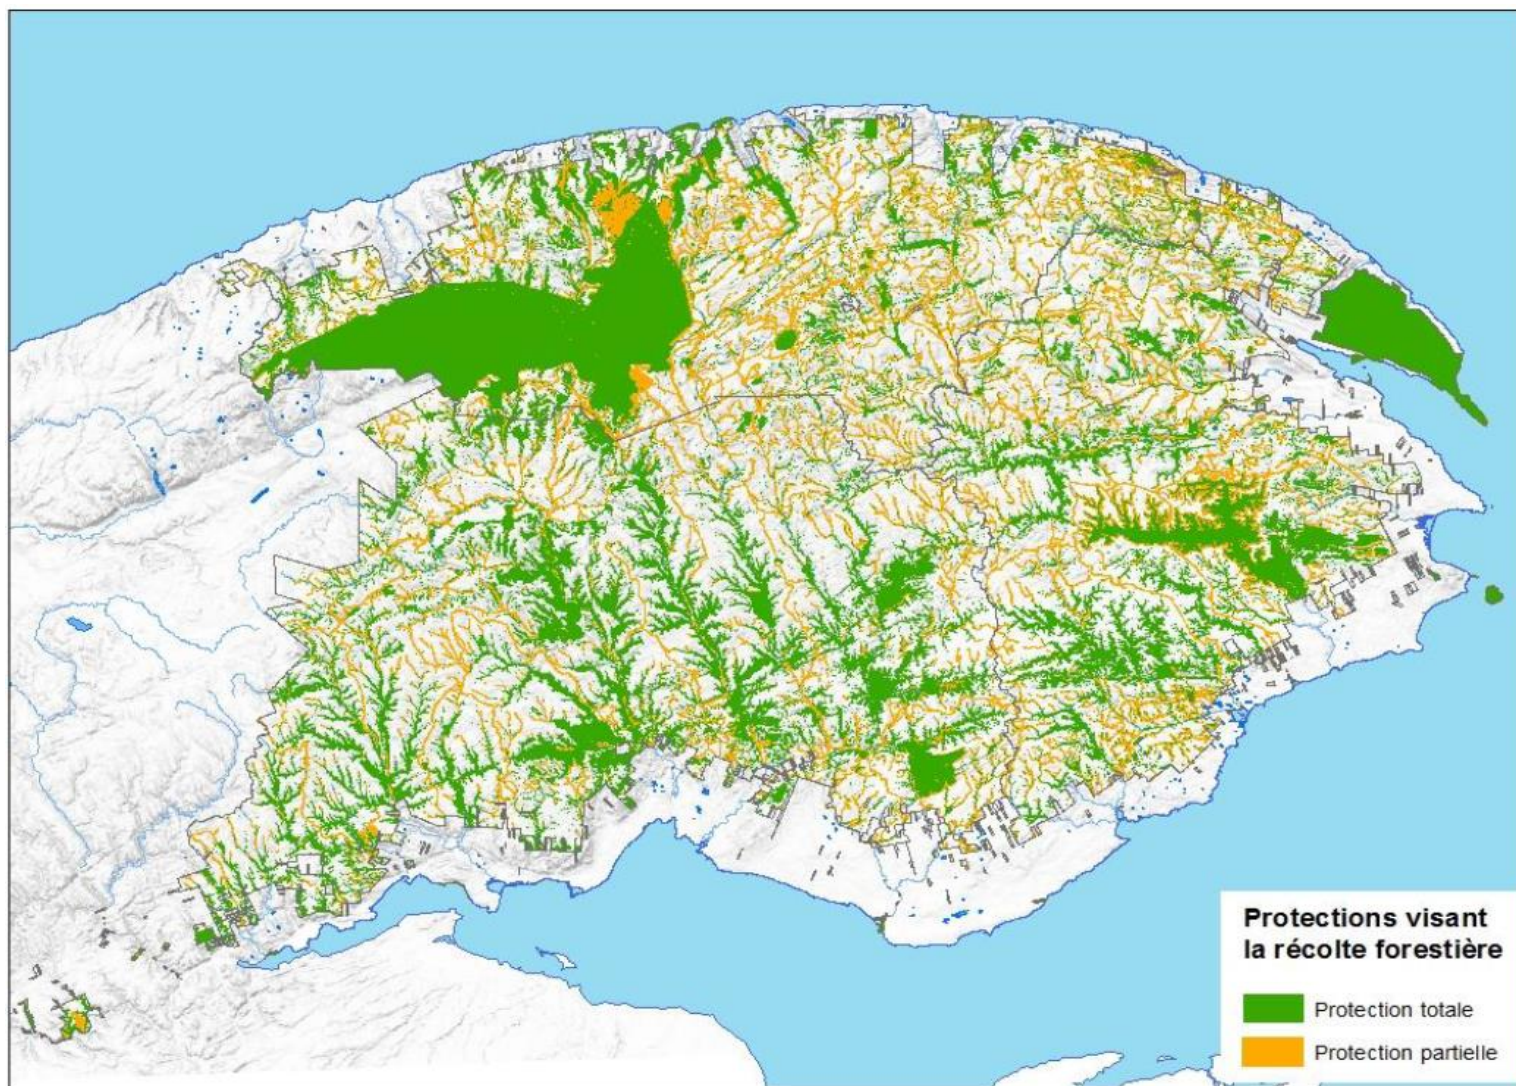 Protections visant
la récolte forestière
Protection totale
Protection partielle